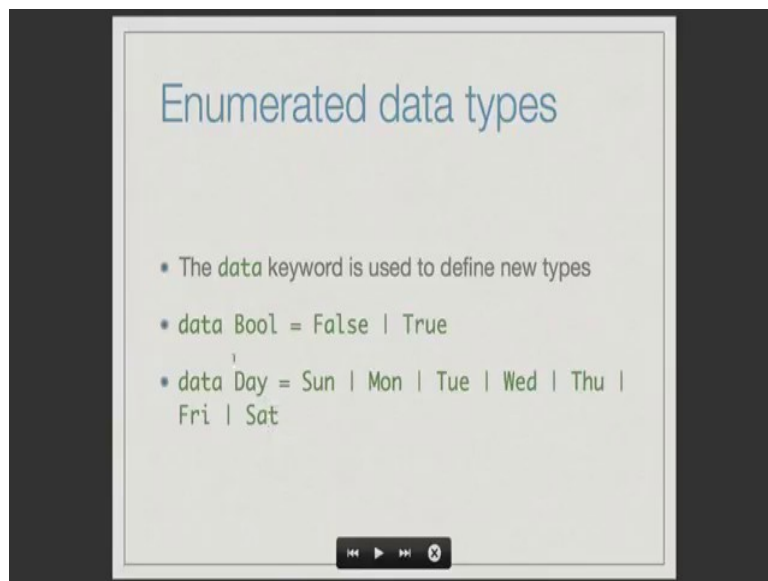 Enumerated data types
• The data keyword is used to define new types
• data Bool = False | True
• data Day = Sun | Mon | Tue | Wed | Thu |
Fri | Sat